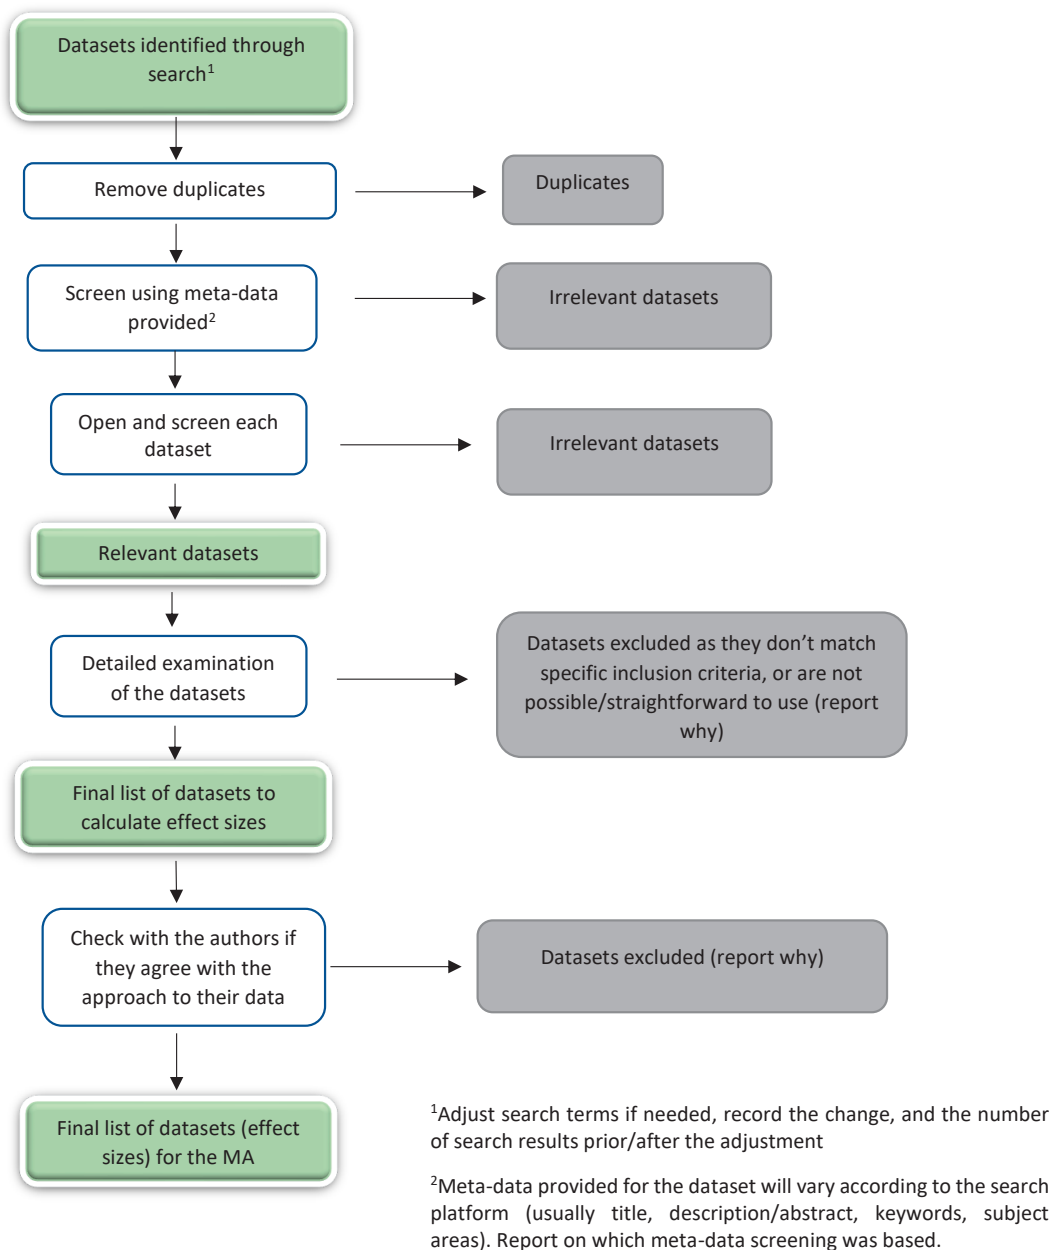 Datasets identified through
search¹
Remove duplicates
Duplicates
Screen using meta-data
provided²
Irrelevant datasets
Open and screen each
dataset
Irrelevant datasets
Relevant datasets
Detailed examination
of the datasets
Datasets excluded as they don’t match
specific inclusion criteria, or are not
possible/straightforward to use (report
why)
Final list of datasets to
calculate effect sizes
Check with the authors if
they agree with the
approach to their data
Datasets excluded (report why)
Final list of datasets (effect
sizes) for the MA
¹Adjust search terms if needed, record the change, and the number
of search results prior/after the adjustment
²Meta-data provided for the dataset will vary according to the search
platform (usually title, description/abstract, keywords, subject
areas). Report on which meta-data screening was based.